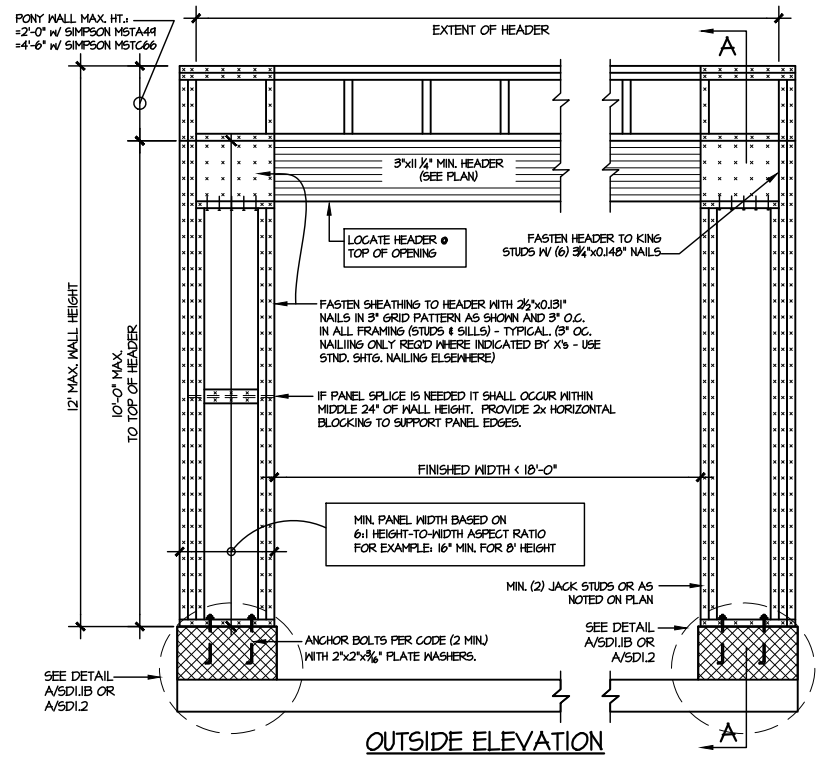 PONY WALL MAX. HT.:
=2'-0" W/ SIMPSON MSTA49
=4'-6" W/ SIMPSON MSTC66
EXTENT OF HEADER
A
3"x11 1/4" MIN. HEADER
(SEE PLAN)
LOCATE HEADER @
TOP OF OPENING
FASTEN HEADER TO KING
STUDS W/ (6) 3 1/4"x0.148" NAILS
FASTEN SHEATHING TO HEADER WITH 2 1/2"x0.131"
NAILS IN 3" GRID PATTERN AS SHOWN AND 3" O.C.
IN ALL FRAMING (STUDS & SILLS) - TYPICAL. (3" OC.
NAILIING ONLY REQ'D WHERE INDICATED BY X's - USE
STND. SHTG. NAILING ELSEWHERE)
12' MAX. WALL HEIGHT
10'-0" MAX.
TO TOP OF HEADER
IF PANEL SPLICE IS NEEDED IT SHALL OCCUR WITHIN
MIDDLE 24" OF WALL HEIGHT. PROVIDE 2x HORIZONTAL
BLOCKING TO SUPPORT PANEL EDGES.
FINISHED WIDTH < 18'-0"
MIN. PANEL WIDTH BASED ON
6:1 HEIGHT-TO-WIDTH ASPECT RATIO
FOR EXAMPLE: 16" MIN. FOR 8' HEIGHT
MIN. (2) JACK STUDS OR AS
NOTED ON PLAN
SEE DETAIL
A/SD1.1B OR
A/SD1.2
ANCHOR BOLTS PER CODE (2 MIN.)
WITH 2"x2"x3/16" PLATE WASHERS.
SEE DETAIL
A/SD1.1B OR
A/SD1.2
A
OUTSIDE ELEVATION